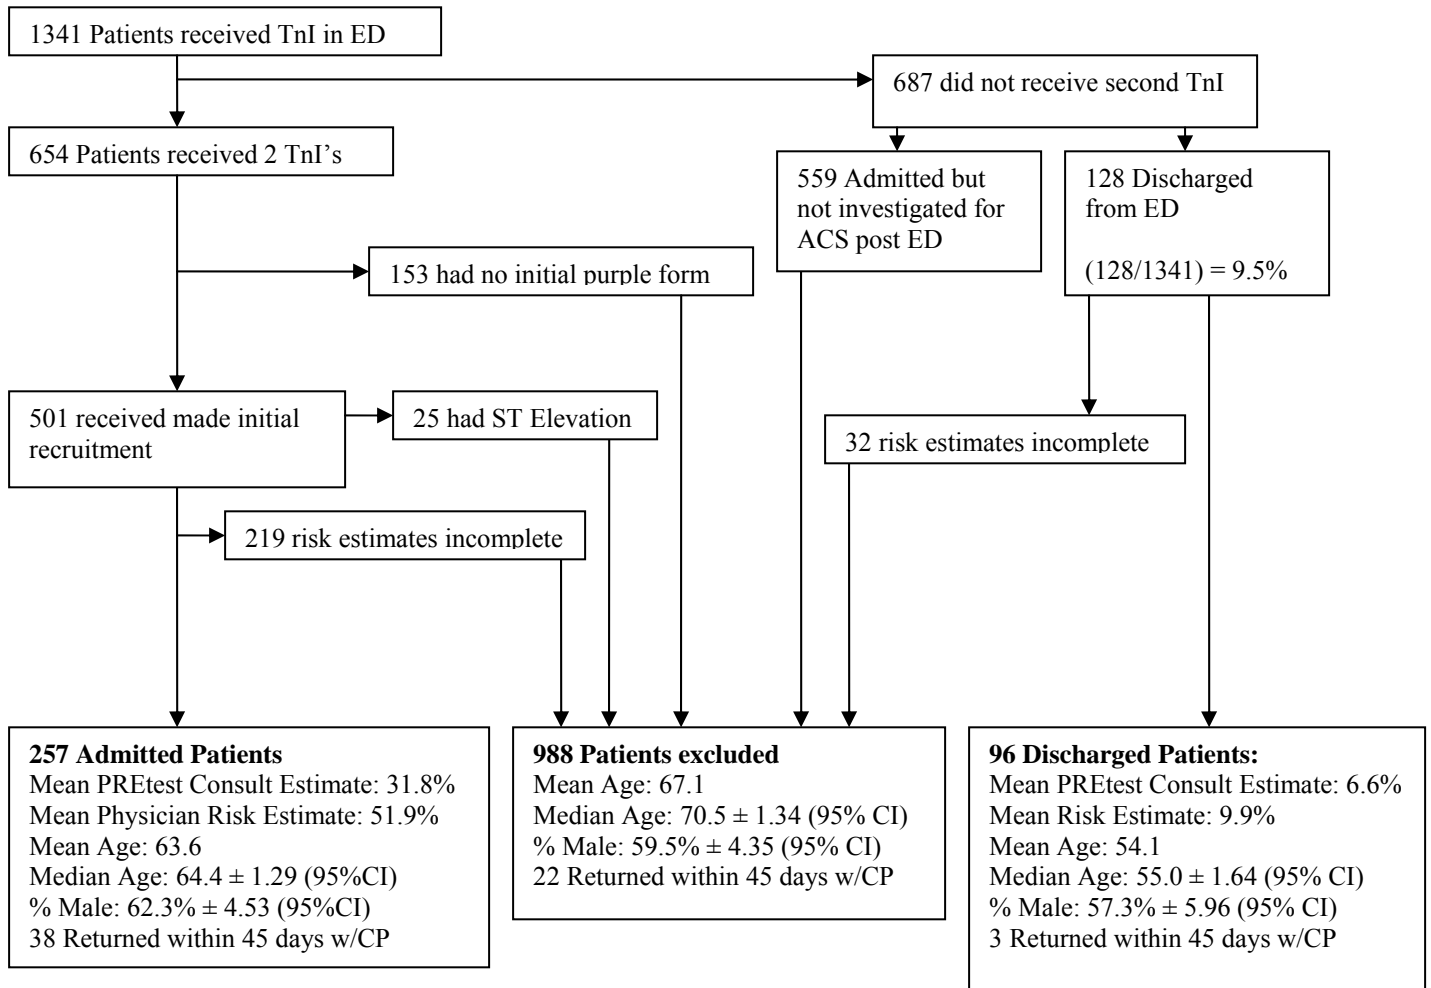 1341 Patients received TnI in ED
687 did not receive second TnI
654 Patients received 2 TnI's
559 Admitted but
not investigated for
ACS post ED
128 Discharged
from ED
(128/1341) = 9.5%
153 had no initial purple form
501 received made initial
recruitment
25 had ST Elevation
32 risk estimates incomplete
219 risk estimates incomplete
257 Admitted Patients
Mean PREtest Consult Estimate: 31.8%
Mean Physician Risk Estimate: 51.9%
Mean Age: 63.6
Median Age: 64.4 ± 1.29 (95%CI)
% Male: 62.3% ± 4.53 (95%CI)
38 Returned within 45 days w/CP
988 Patients excluded
Mean Age: 67.1
Median Age: 70.5 ± 1.34 (95% CI)
% Male: 59.5% ± 4.35 (95% CI)
22 Returned within 45 days w/CP
96 Discharged Patients:
Mean PREtest Consult Estimate: 6.6%
Mean Risk Estimate: 9.9%
Mean Age: 54.1
Median Age: 55.0 ± 1.64 (95% CI)
% Male: 57.3% ± 5.96 (95% CI)
3 Returned within 45 days w/CP